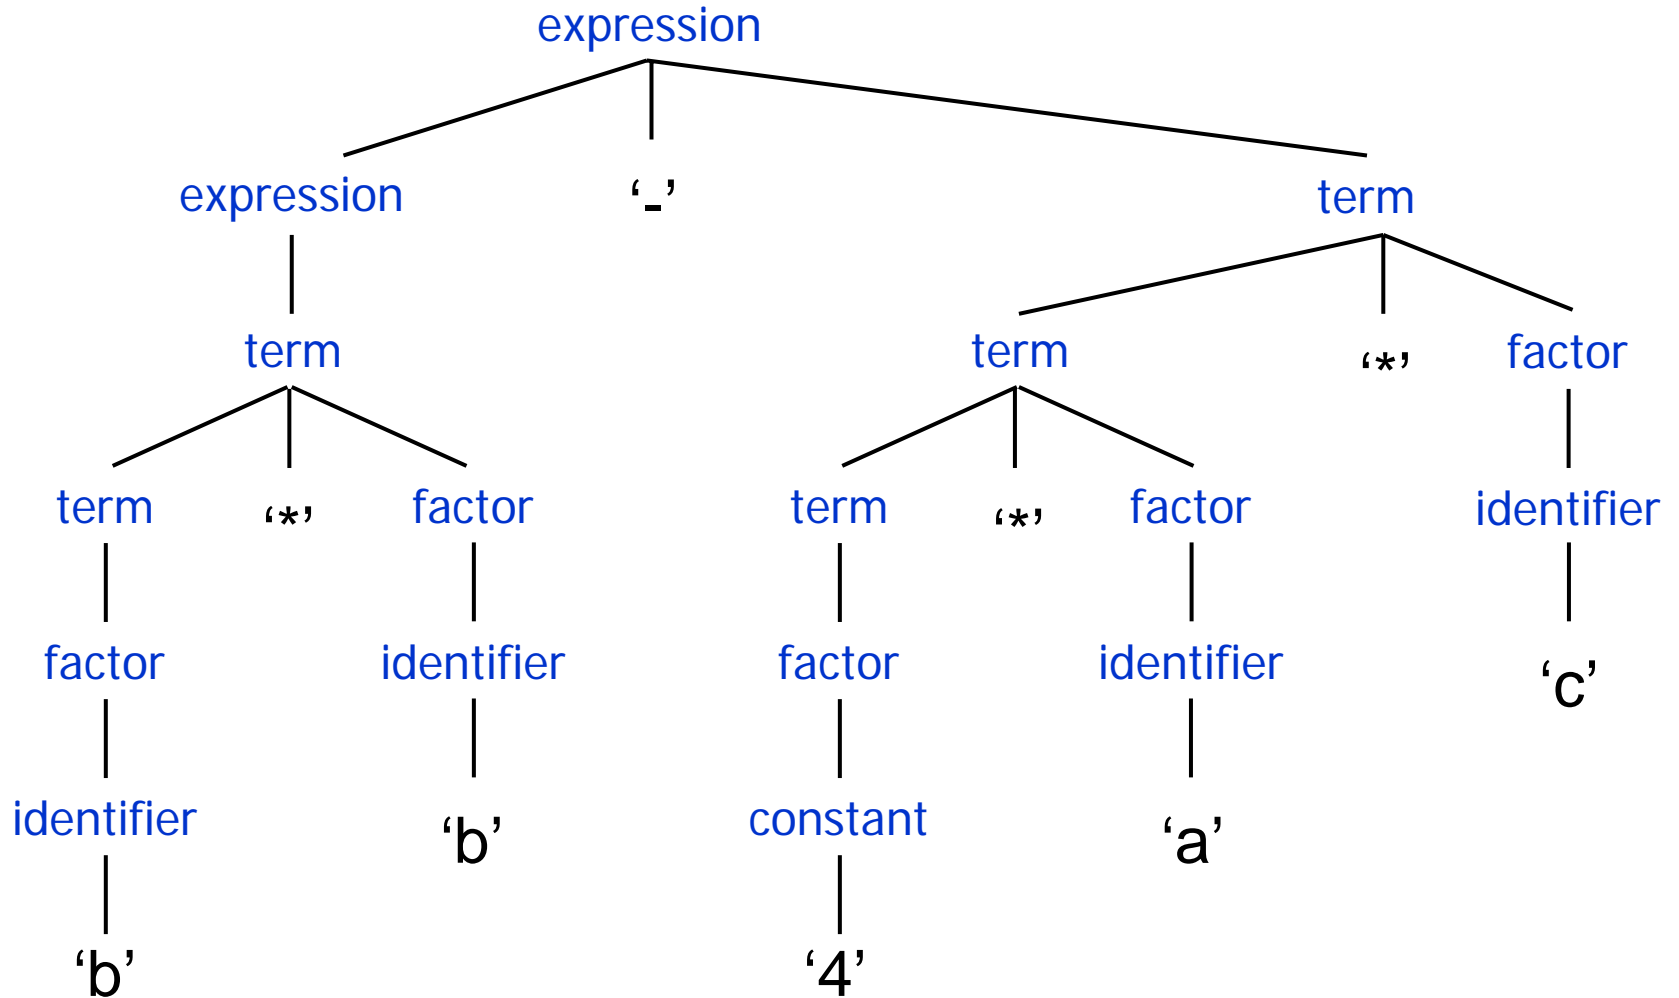 expression
expression ‘-’ term
term term ‘*’ factor
term ‘*’ factor term ‘*’ factor identifier
factor identifier factor identifier ‘c’
identifier ‘b’ constant ‘a’
‘b’ ‘4’